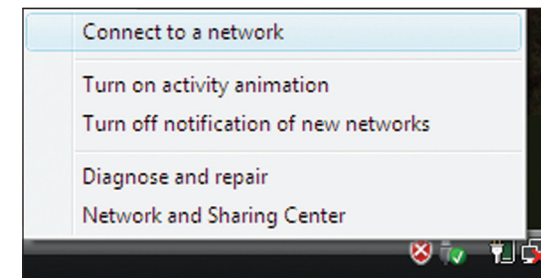 Connect to a network
Turn on activity animation
Turn off notification of new networks
Diagnose and repair
Network and Sharing Center